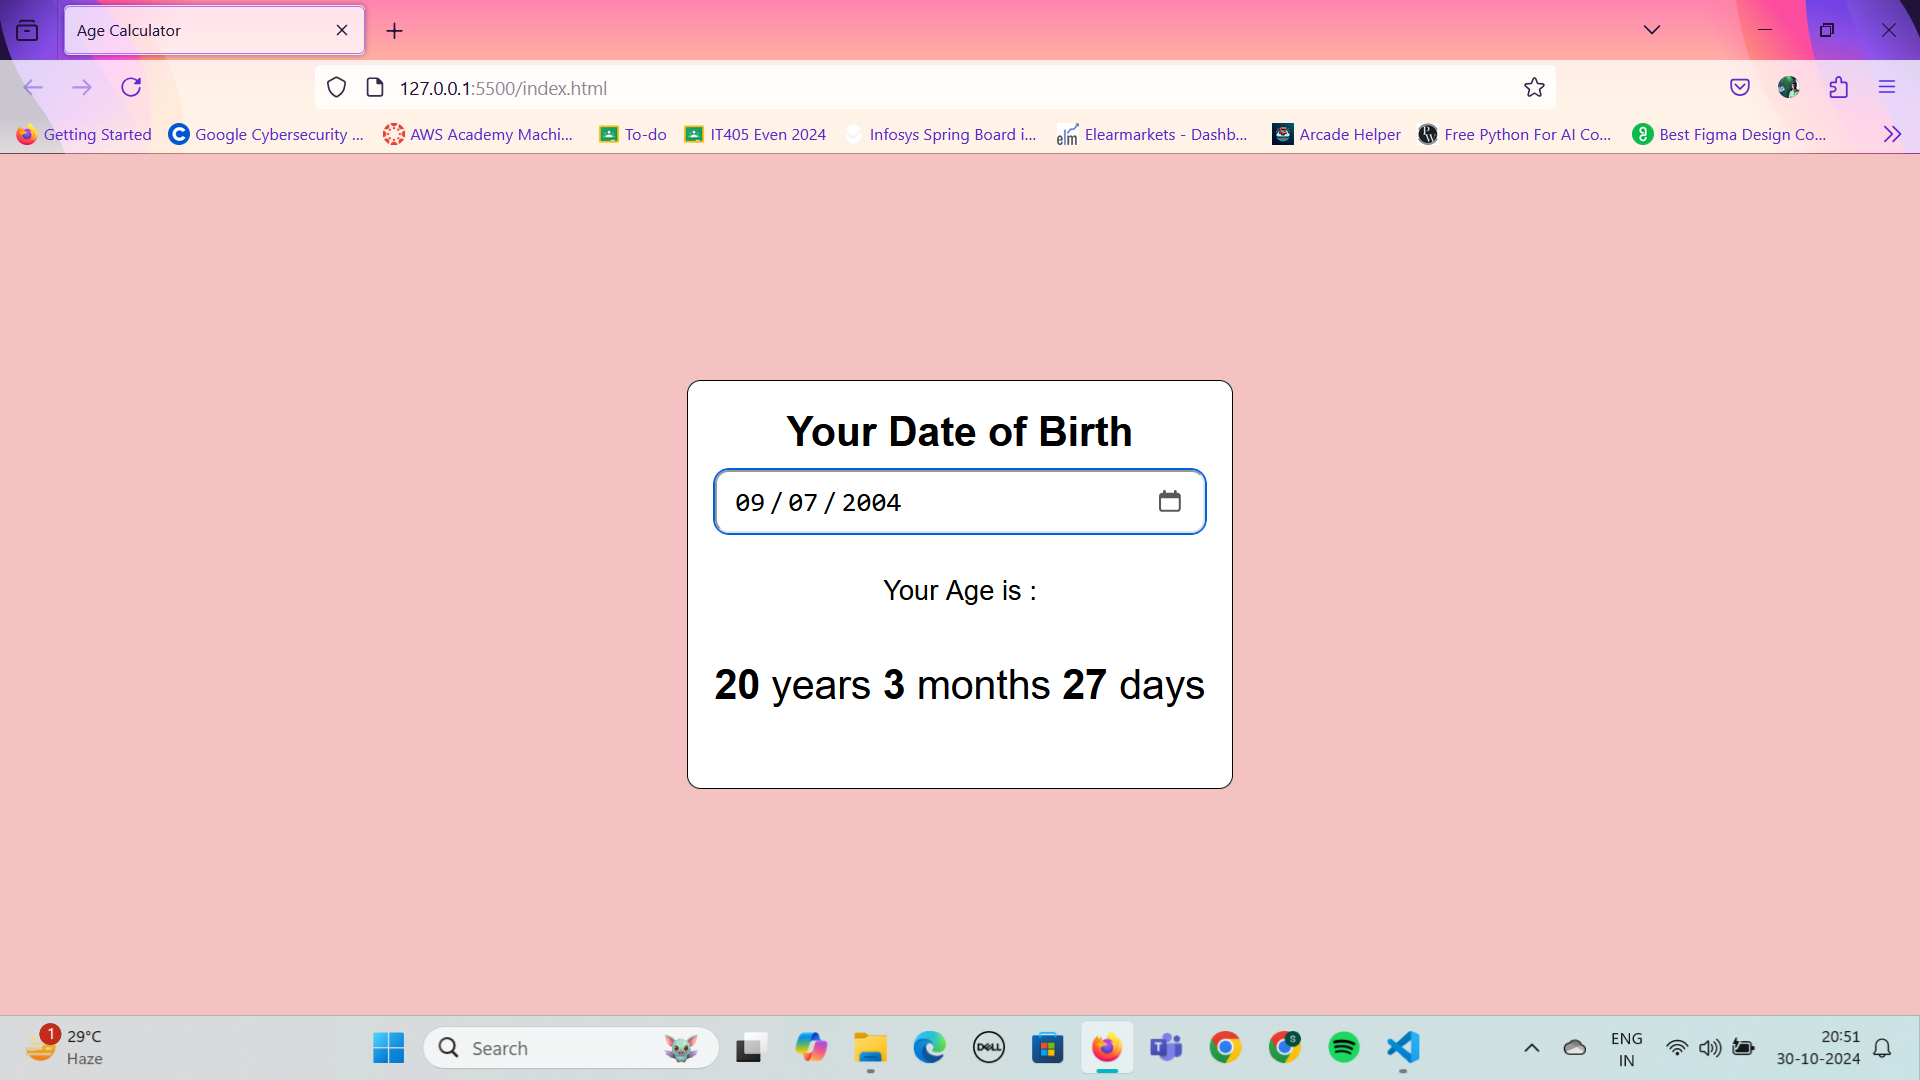 Age Calculator
127.0.0.1:5500/index.html
Getting Started
Google Cybersecurity ...
AWS Academy Machi...
To-do
IT405 Even 2024
Infosys Spring Board i...
elm
Elearmarkets - Dashb...
Arcade Helper
Free Python For AI Co...
Best Figma Design Co...
Your Date of Birth
09/07/2004
Your Age is :
20 years 3 months 27 days
1
29°C
Haze
Search
DELL
S
ENG
IN
20:51
30-10-2024